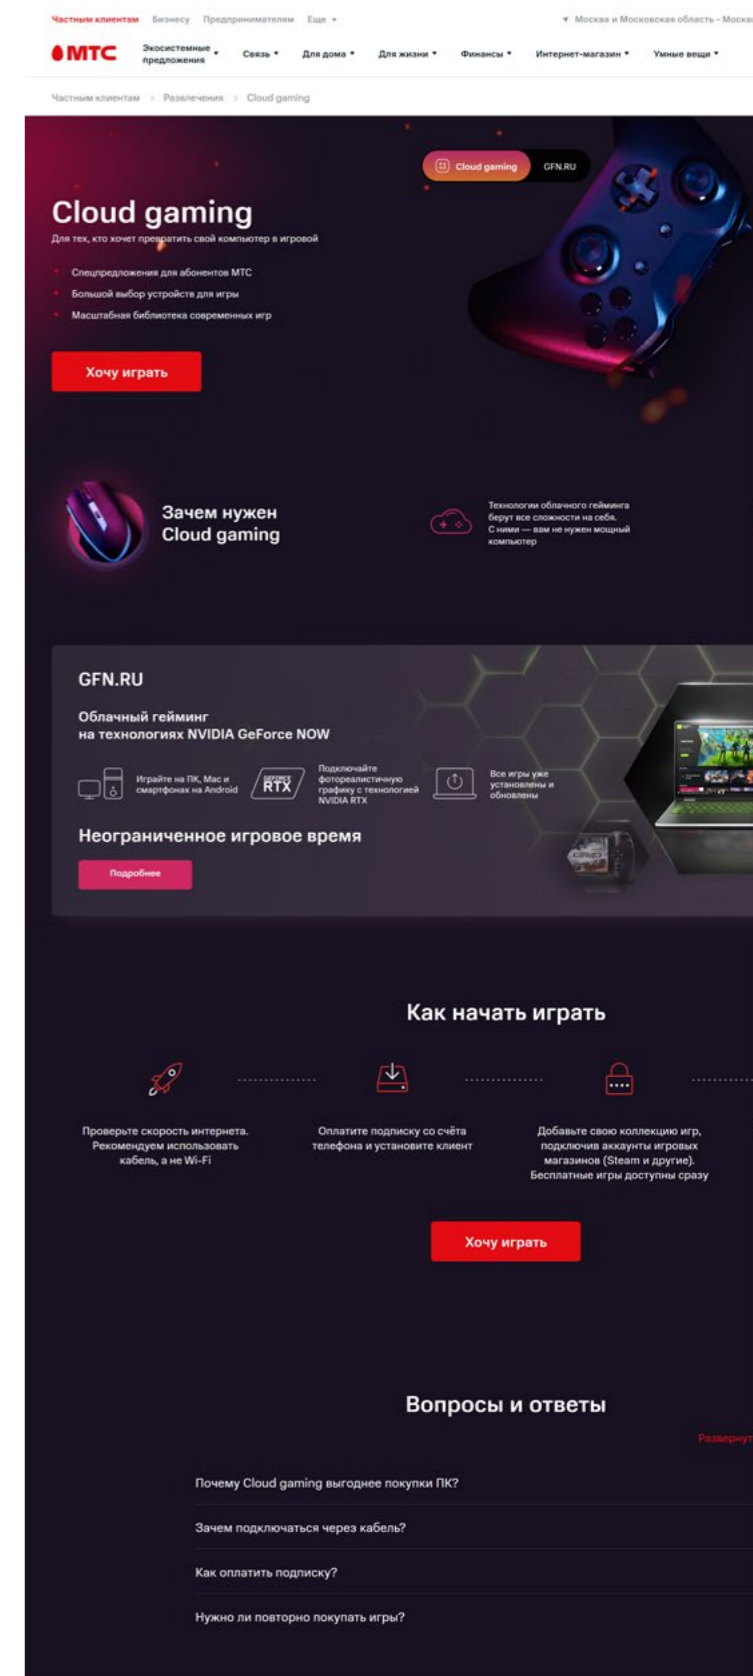 Частным клиентам Бизнесу Предпринимателям Еще
Москва и Московская область - Москва
МТС
Экосистемные предложения
Связь
Для дома
Для жизни
Финансы
Интернет-магазин
Умные вещи
Частным клиентам > Развлечения > Cloud gaming
Cloud gaming
GFN.RU
Cloud gaming
Для тех, кто хочет превратить свой компьютер в игровой
Спецпредложения для абонентов МТС
Большой выбор устройств для игры
Масштабная библиотека современных игр
Хочу играть
Зачем нужен
Cloud gaming
Технологии облачного гейминга
берут все сложности на себя.
С ними — вам не нужен мощный
компьютер
GFN.RU
Облачный гейминг
на технологиях NVIDIA GeForce NOW
Играйте на ПК, Mac и
смартфонах на Android
GEFORCE
RTX
Подключайте
фотореалистичную
графику с технологией
NVIDIA RTX
Все игры уже
установлены и
обновлены
Неограниченное игровое время
Подробнее
Как начать играть
Проверьте скорость интернета.
Рекомендуем использовать
кабель, а не Wi-Fi
Оплатите подписку со счёта
телефона и установите клиент
Добавьте свою коллекцию игр,
подключив аккаунты игровых
магазинов (Steam и другие).
Бесплатные игры доступны сразу
Хочу играть
Вопросы и ответы
Развернут
Почему Cloud gaming выгоднее покупки ПК?
Зачем подключаться через кабель?
Как оплатить подписку?
Нужно ли повторно покупать игры?